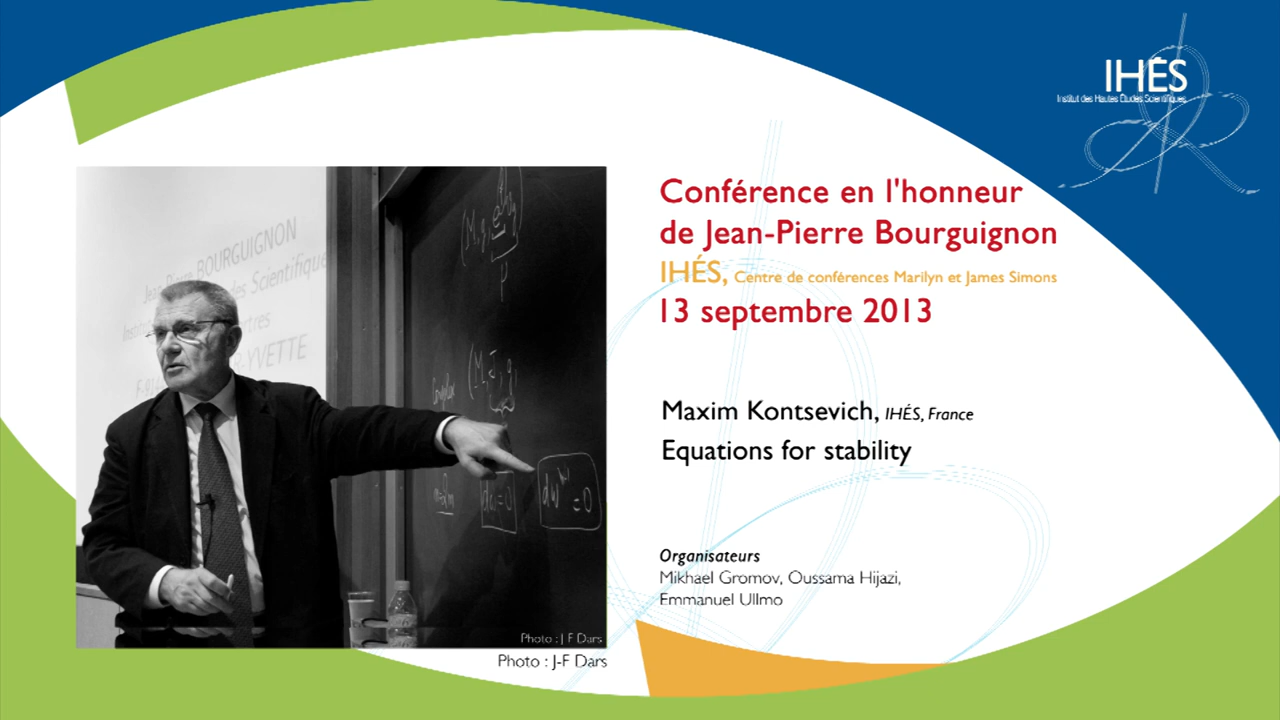 IHÉS
Institut des Hautes Études Scientifiques
Conférence en l'honneur
de Jean-Pierre Bourguignon
IHÉS, Centre de conférences Marilyn et James Simons
13 septembre 2013
Maxim Kontsevich, IHÉS, France
Equations for stability
Organisateurs
Mikhael Gromov, Oussama Hijazi,
Emmanuel Ullmo
BOURGUIGNON
Scientifique
YVETTE
Photo : J F Dars
Photo : J-F Dars